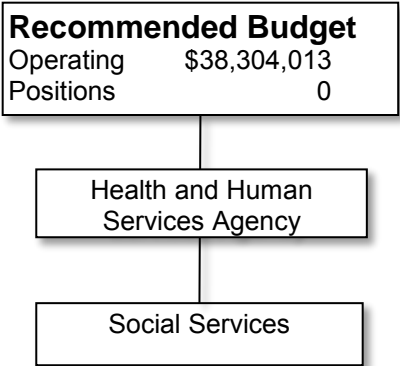 Recommended Budget
Operating $38,304,013
Positions 0
Health and Human
Services Agency
Social Services